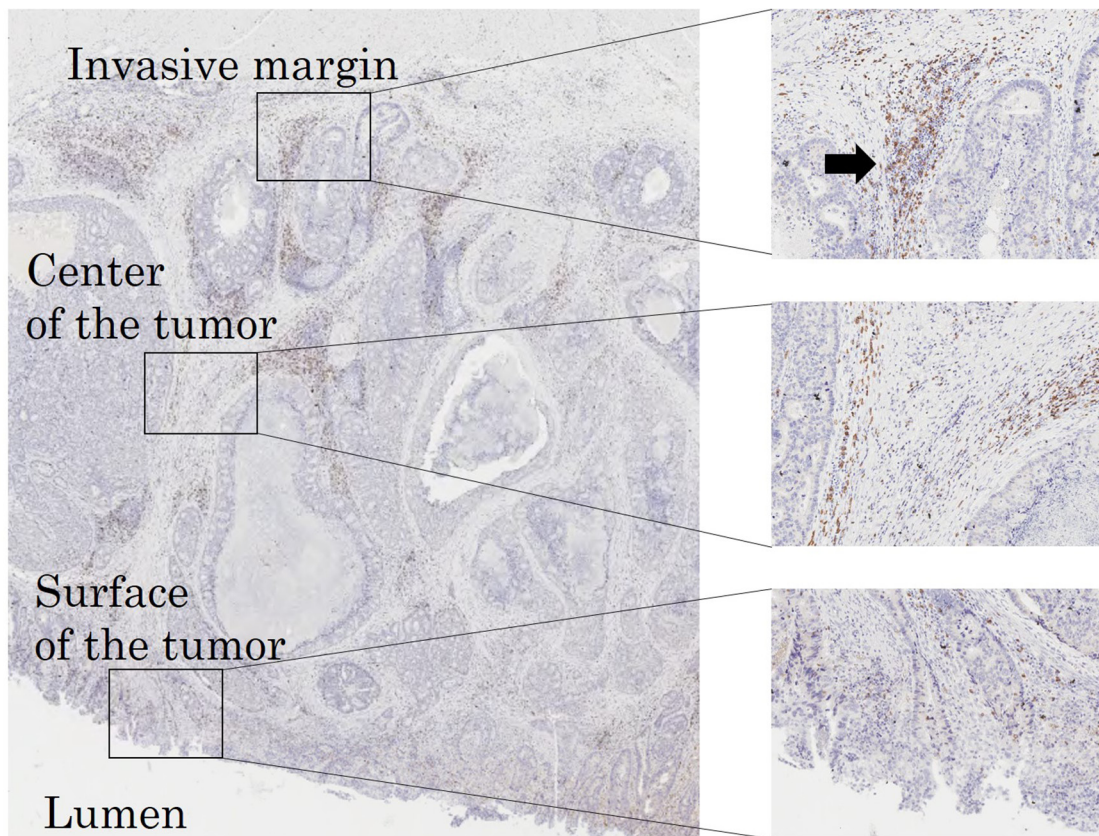 Invasive margin
Center
of the tumor
Surface
of the tumor
Lumen